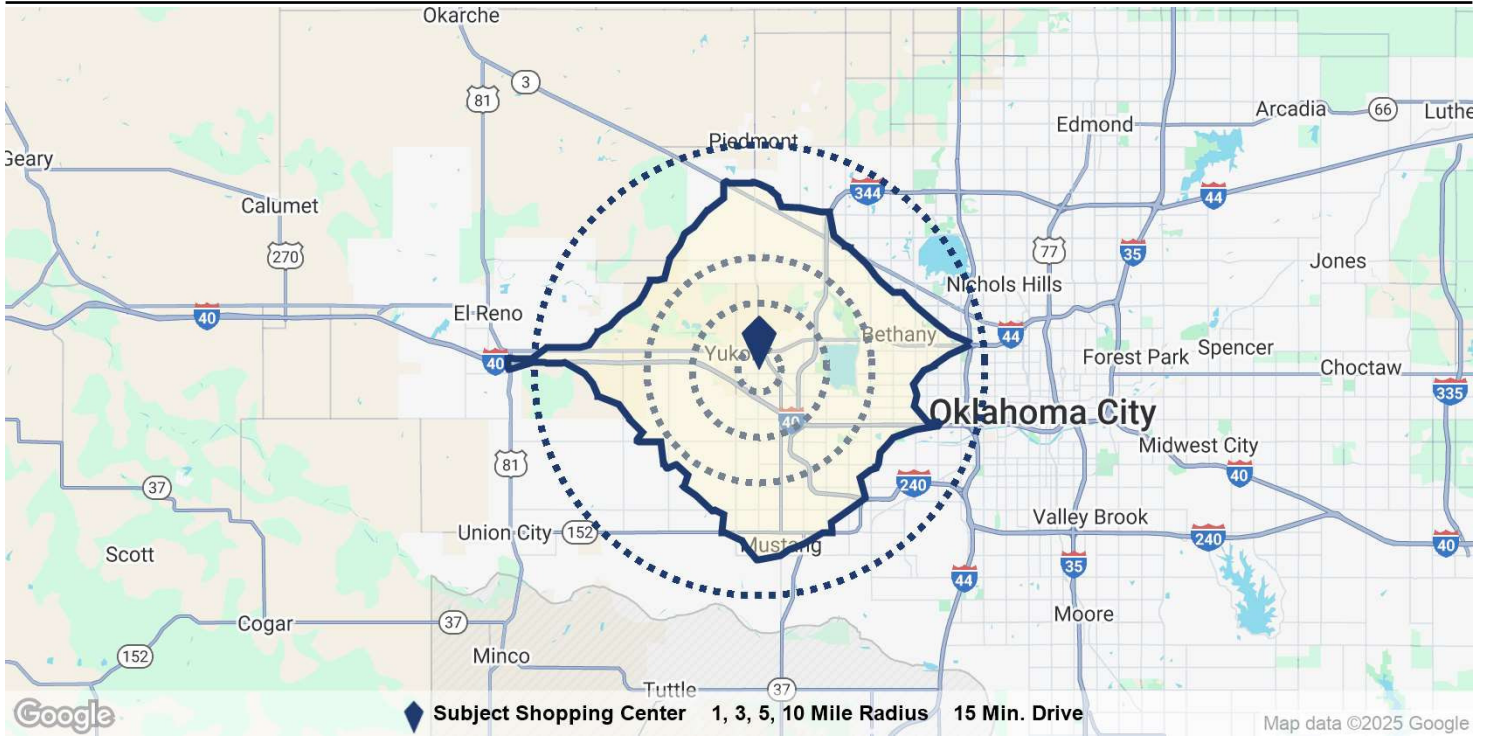 Okarche
3
81
Arcadia
66
Luthe
Edmond
Piedmont
Geary
344
44
Calumet
270
77
35
Jones
Nichols Hills
El Reno
40
44
Bethany
Yuko
40
Forest Park
Spencer
Choctaw
335
Oklahoma City
40
Midwest City
81
240
40
37
Union City
152
Valley Brook
240
40
Mustang
Scott
35
44
Moore
Cogar
37
152
Minco
Tuttle
37
Google
Subject Shopping Center 1, 3, 5, 10 Mile Radius 15 Min. Drive
Map data ©2025 Google